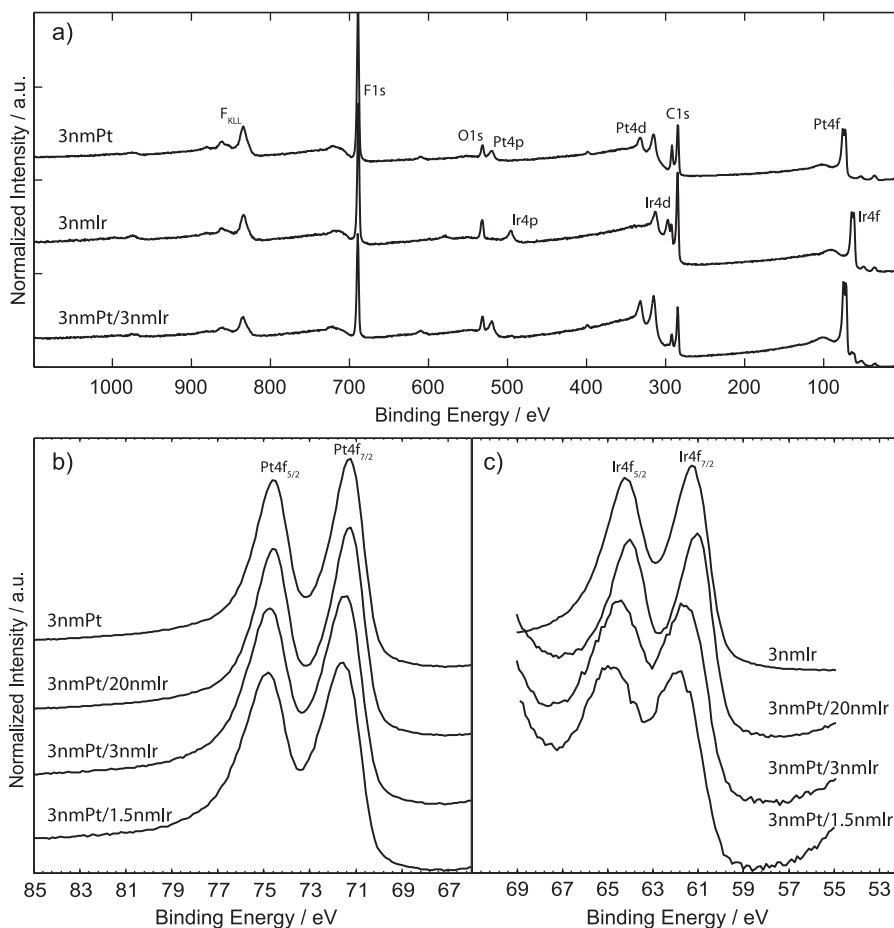 a)
Normalized Intensity / a.u.
F1s
F_KLL
O1s
Pt4p
Pt4d
C1s
Pt4f
3nmPt
Ir4p
Ir4d
Ir4f
3nmIr
3nmPt/3nmIr
1000 900 800 700 600 500 400 300 200 100
Binding Energy / eV
b)
Normalized Intensity / a.u.
Pt4f5/2
Pt4f7/2
3nmPt
3nmPt/20nmIr
3nmPt/3nmIr
3nmPt/1.5nmIr
85 83 81 79 77 75 73 71 69 67
Binding Energy / eV
c)
Ir4f5/2
Ir4f7/2
3nmIr
3nmPt/20nmIr
3nmPt/3nmIr
3nmPt/1.5nmIr
69 67 65 63 61 59 57 55 53
Binding Energy / eV